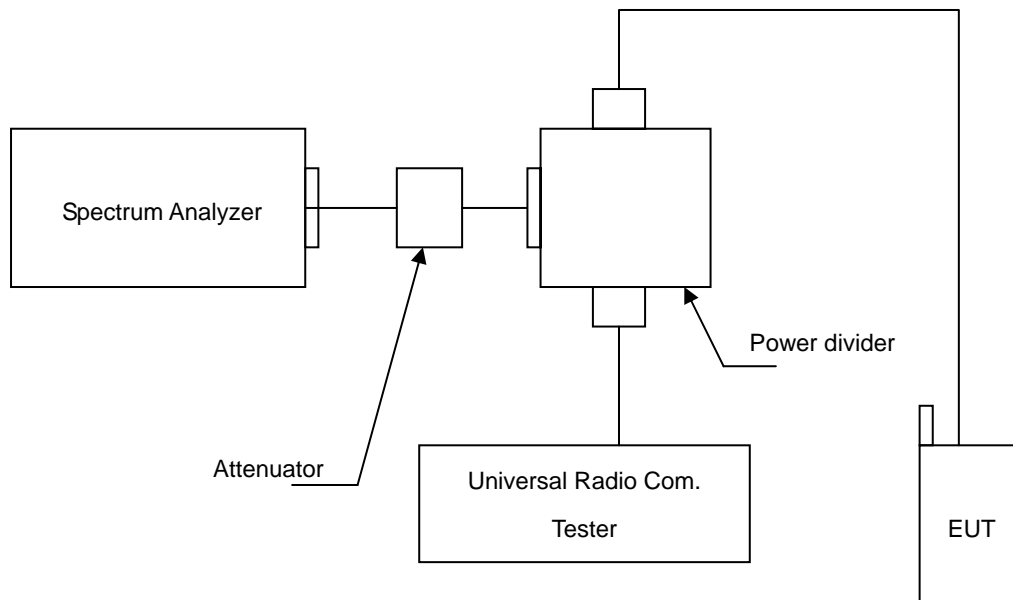 Spectrum Analyzer
Power divider
Attenuator
Universal Radio Com.
Tester
EUT